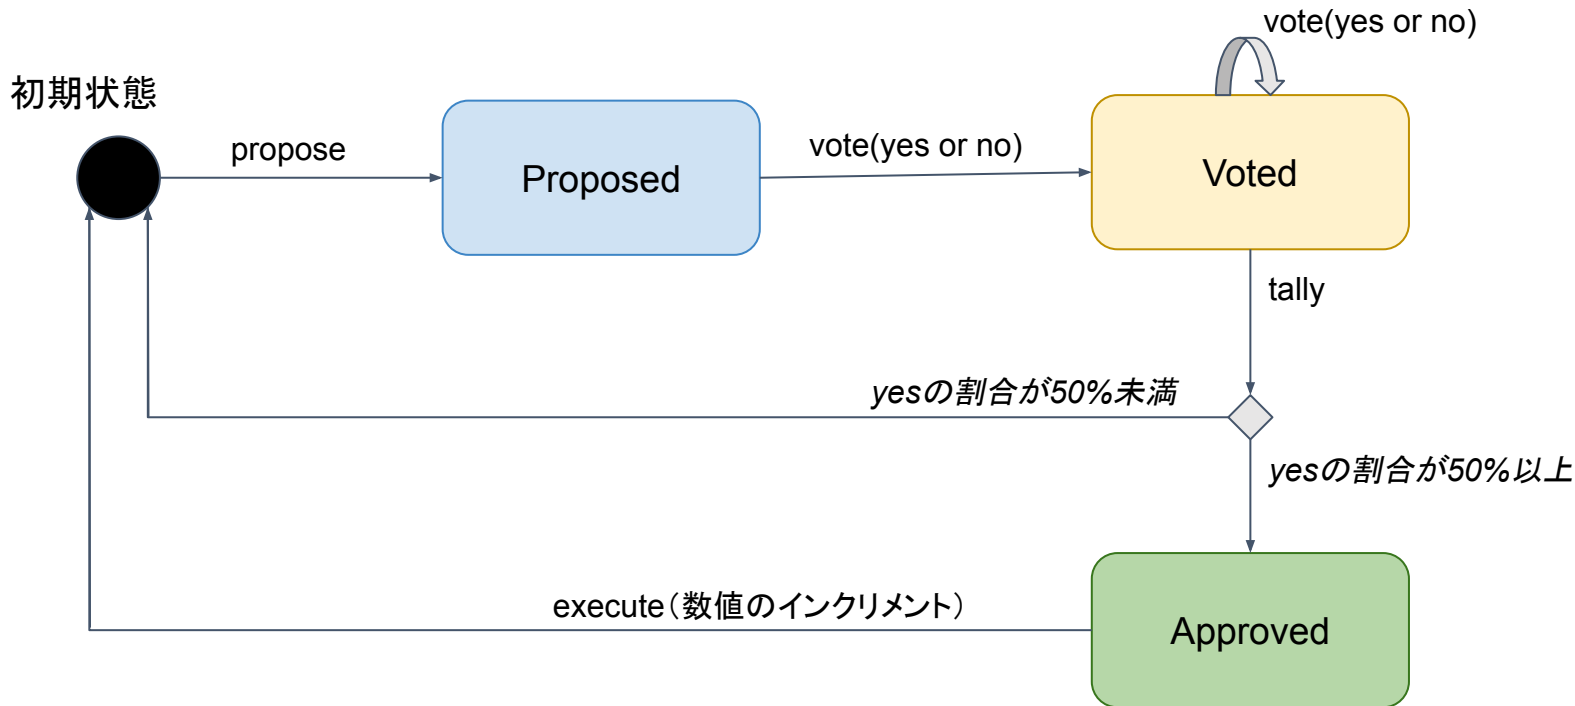 vote(yes or no)
初期状態
propose
Proposed
vote(yes or no)
Voted
tally
yesの割合が50%未満
yesの割合が50%以上
execute（数値のインクリメント）
Approved